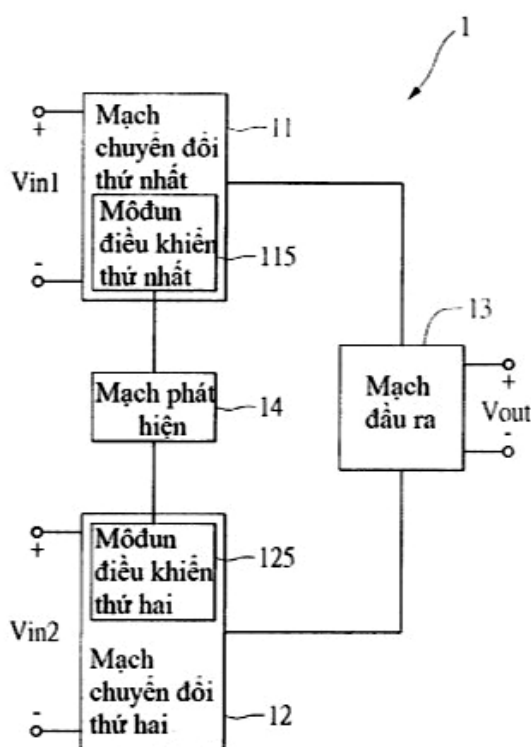 1
Mạch
chuyển đổi
thứ nhất
11
+
Vin1
-
Môđun
điều khiển
thứ nhất
115
Mạch phát
hiện
14
13
Mạch
đầu ra
+
Vout
-
+
Vin2
-
Môđun
điều khiển
thứ hai
125
Mạch
chuyển đổi
thứ hai
12